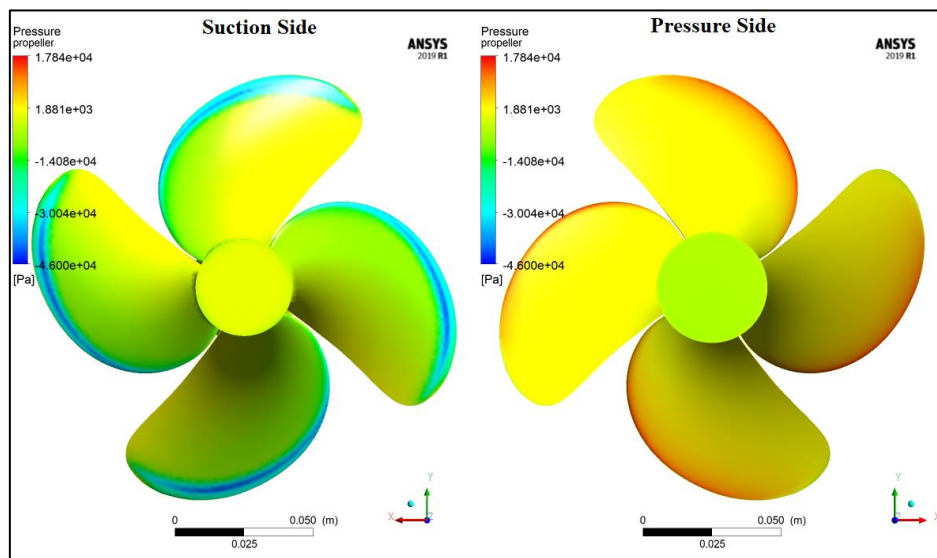 Suction Side
Pressure
propeller
1.784e+04
1.881e+03
-1.408e+04
-3.004e+04
-4.600e+04
[Pa]
ANSYS
2019 R1
0
0.050 (m)
0.025
Y
X
Z
Pressure Side
Pressure
propeller
1.784e+04
1.881e+03
-1.408e+04
-3.004e+04
-4.600e+04
[Pa]
ANSYS
2019 R1
0
0.050 (m)
0.025
Y
Z
X